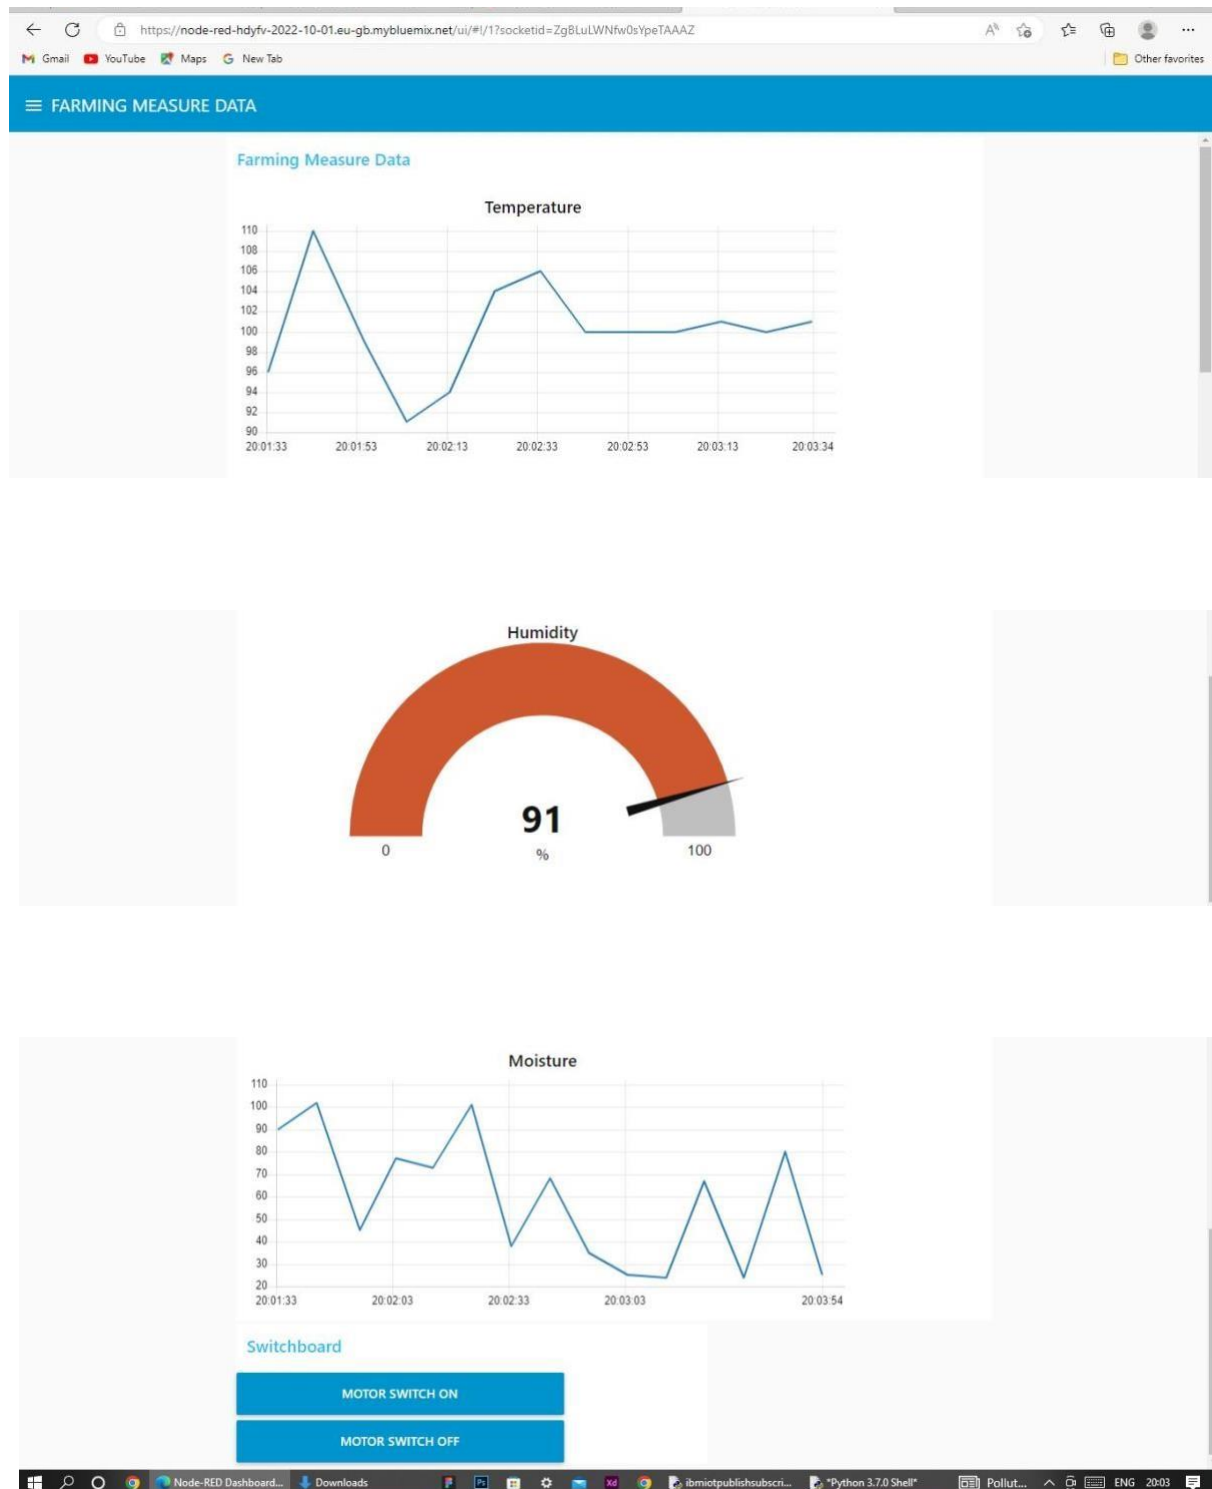 https://node-red-hdyfv-2022-10-01.eu-gb.mybluemix.net/ui/#!/1?socketid=ZgBLuLWNfw0sYpeTAAAZ
Gmail YouTube Maps New Tab Other favorites
FARMING MEASURE DATA
Farming Measure Data
Temperature
110
108
106
104
102
100
98
96
94
92
90
20:01:33 20:01:53 20:02:13 20:02:33 20:02:53 20:03:13 20:03:34
Humidity
91
0 % 100
Moisture
110
100
90
80
70
60
50
40
30
20
20:01:33 20:02:03 20:02:33 20:03:03 20:03:54
Switchboard
MOTOR SWITCH ON
MOTOR SWITCH OFF
Node-RED Dashboard... Downloads Ps Xd ibmiotpublishsubscri... *Python 3.7.0 Shell* Pollut... ENG 20:03